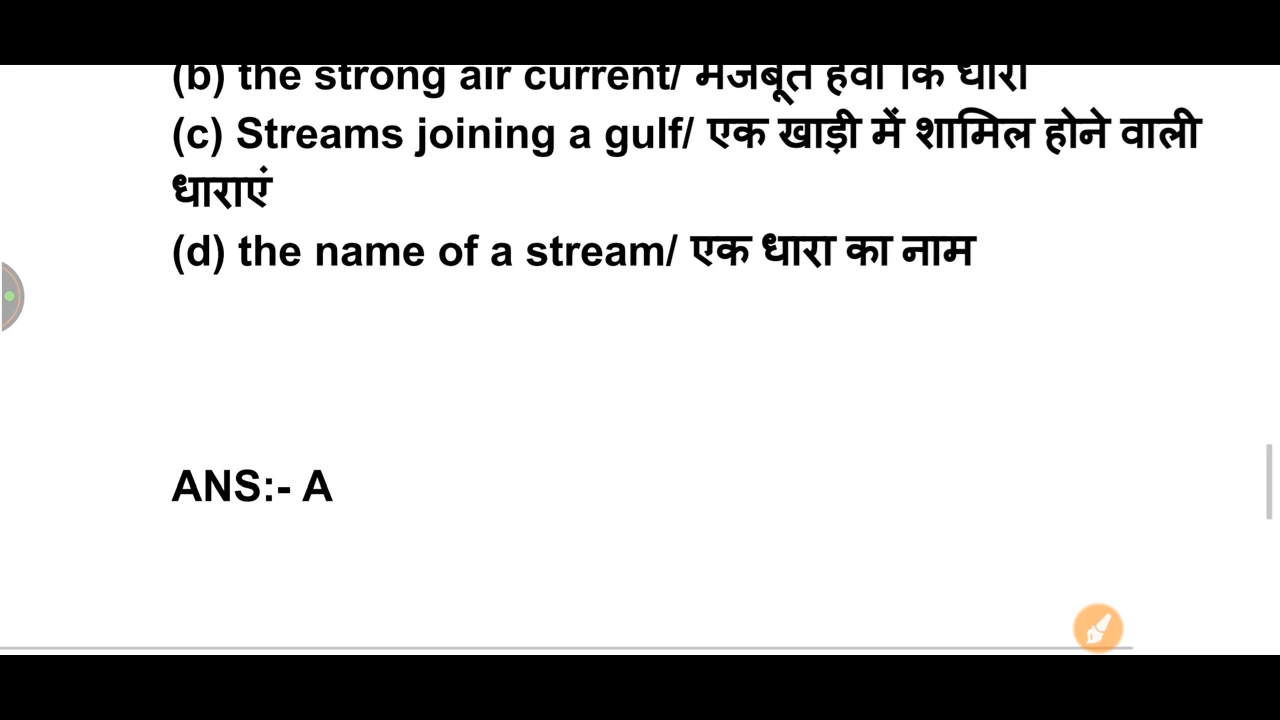 (b) the strong air current/ मजबूत हवा कि धारा
(c) Streams joining a gulf/ एक खाड़ी में शामिल होने वाली
धाराएं
(d) the name of a stream/ एक धारा का नाम
ANS:- A